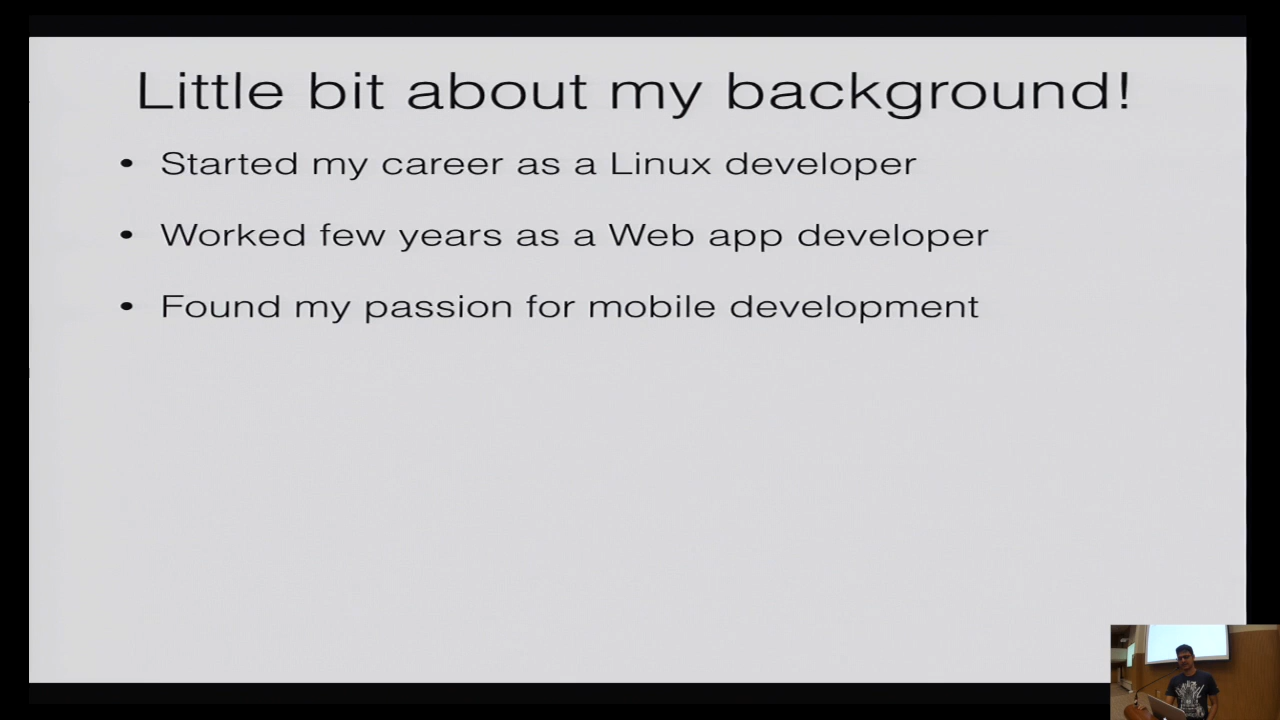 Little bit about my background!
• Started my career as a Linux developer
• Worked few years as a Web app developer
• Found my passion for mobile development